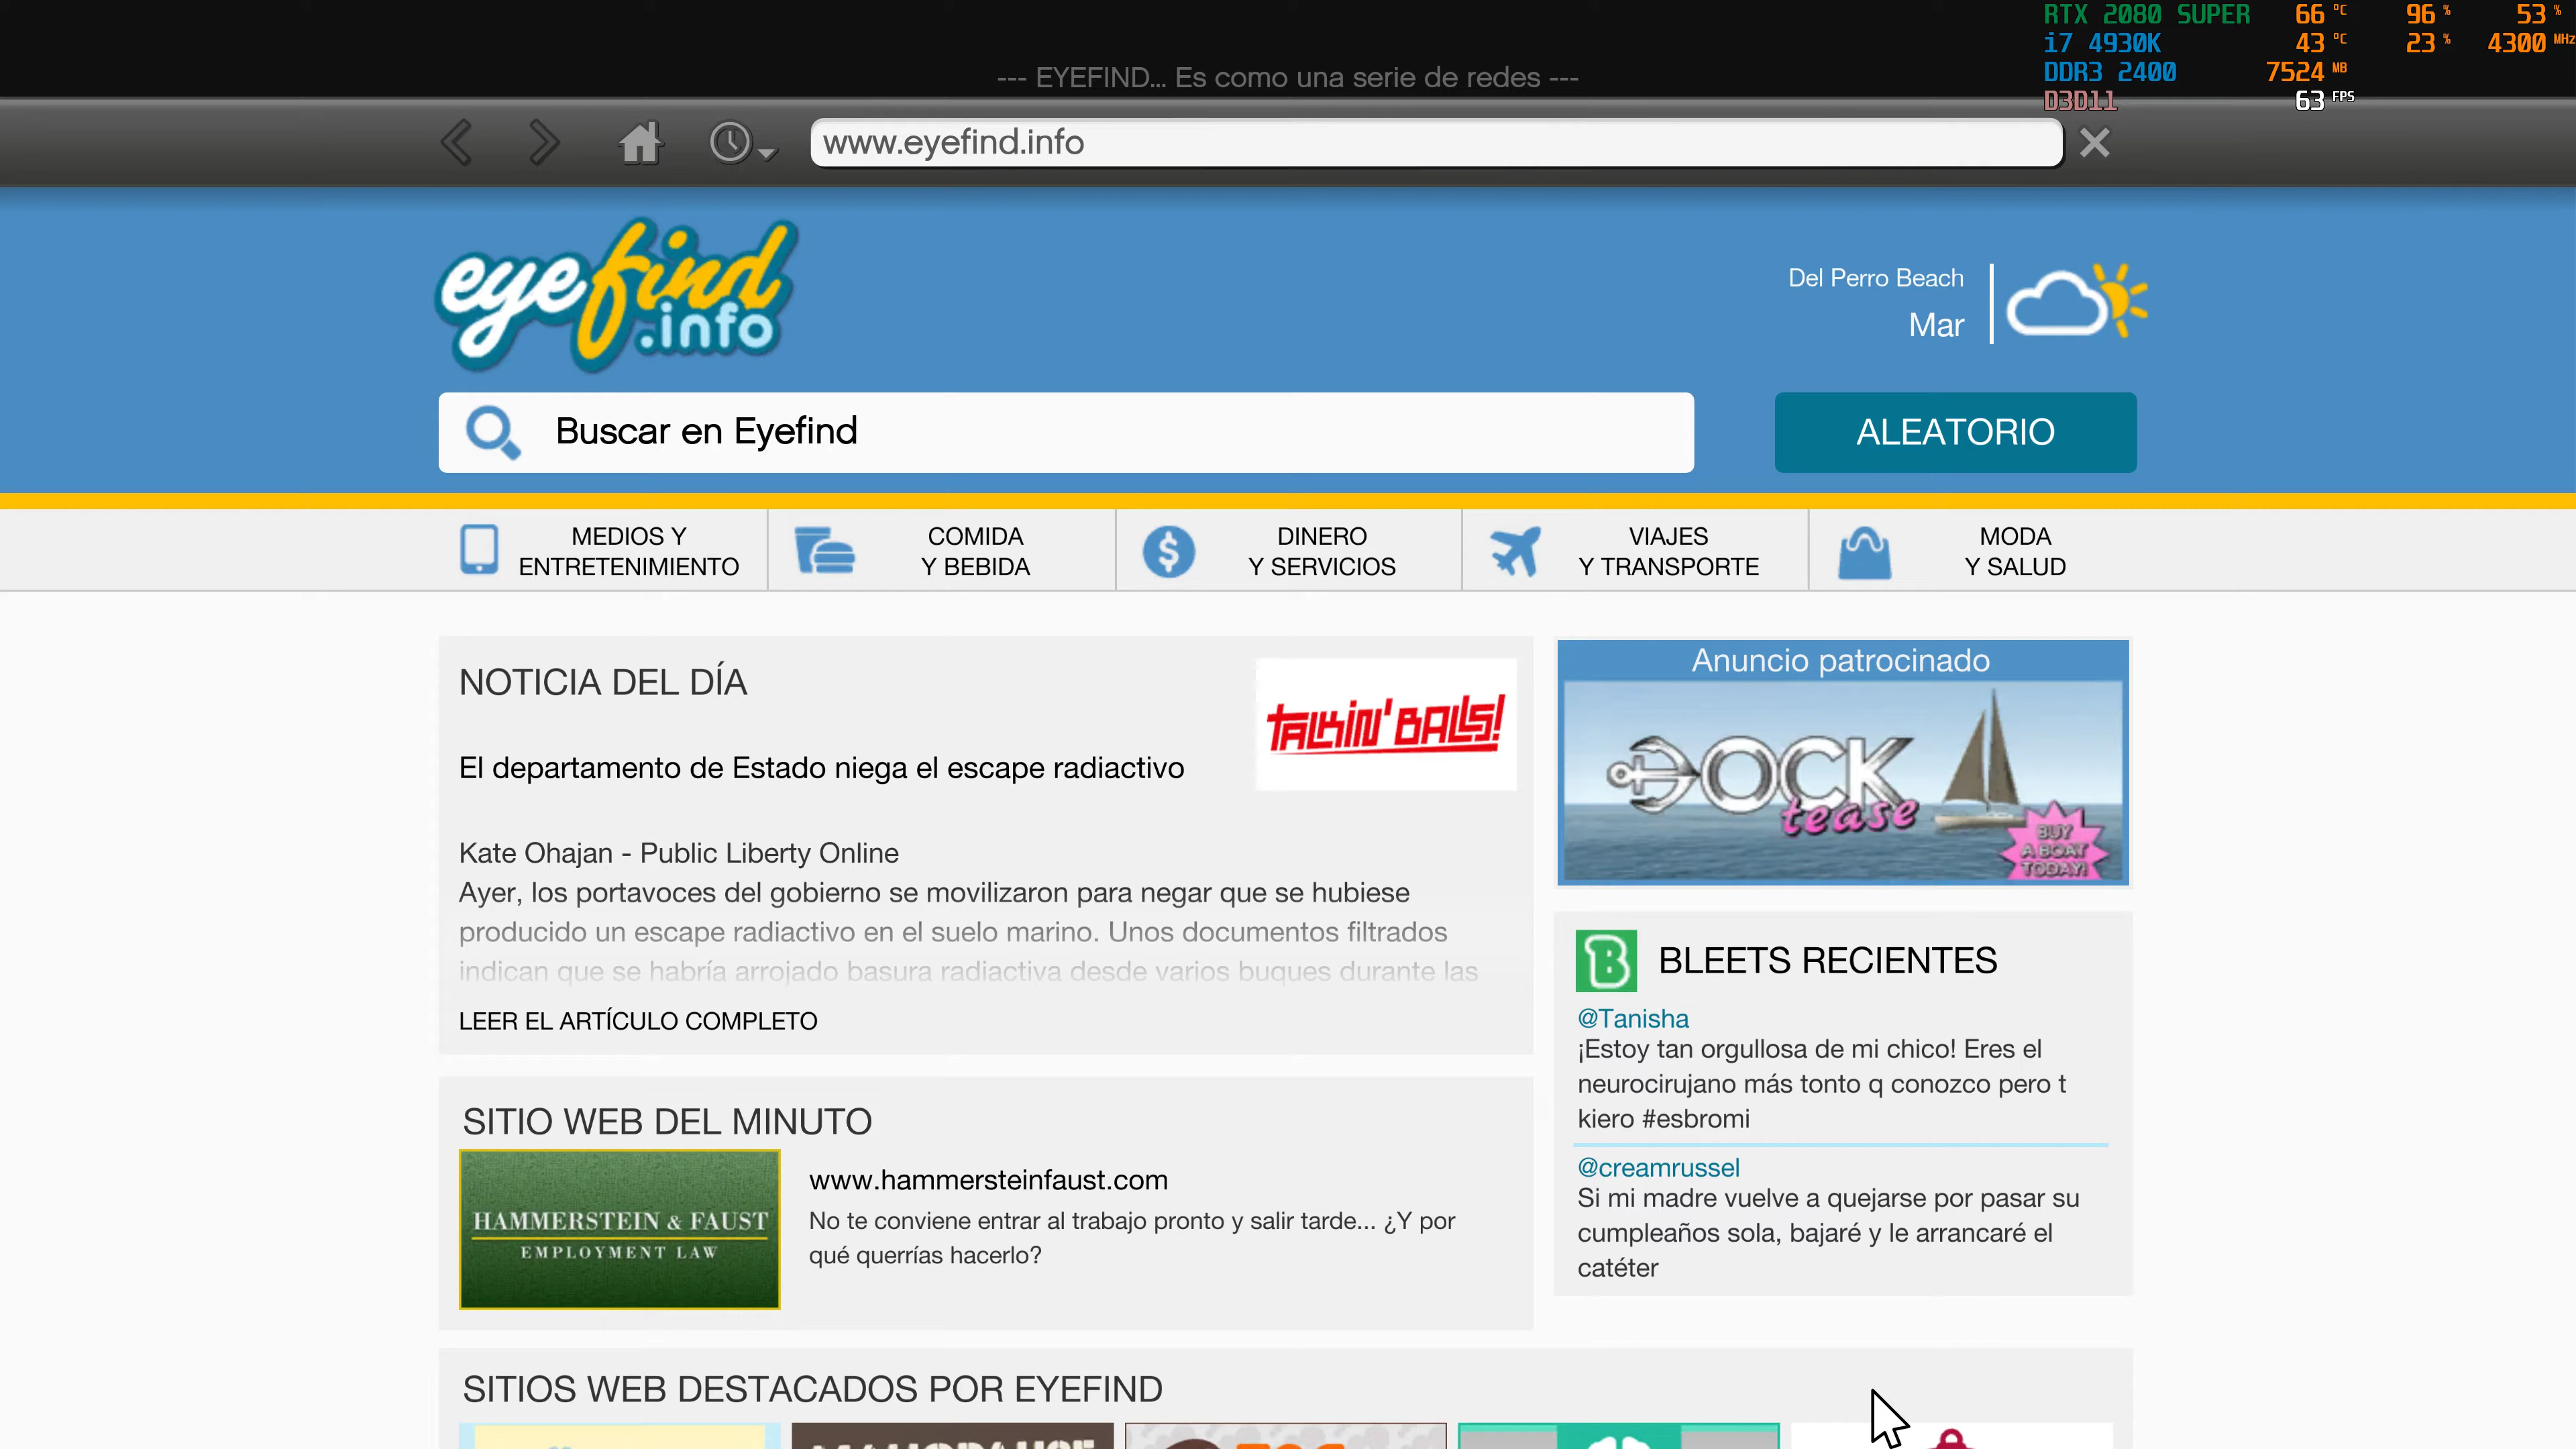 RTX 2080 SUPER 66 °C 96 % 53 %
i7 4930K 43 °C 23 % 4300 MHz
DDR3 2400 7524 MB
D3D11 63 FPS
--- EYEFIND... Es como una serie de redes ---
www.eyefind.info
eyefind.info
Del Perro Beach
Mar
Buscar en Eyefind
ALEATORIO
MEDIOS Y
ENTRETENIMIENTO
COMIDA
Y BEBIDA
DINERO
Y SERVICIOS
VIAJES
Y TRANSPORTE
MODA
Y SALUD
NOTICIA DEL DÍA
TALKIN' BALLS!
El departamento de Estado niega el escape radiactivo
Kate Ohajan - Public Liberty Online
Ayer, los portavoces del gobierno se movilizaron para negar que se hubiese
producido un escape radiactivo en el suelo marino. Unos documentos filtrados
indican que se habría arrojado basura radiactiva desde varios buques durante las
LEER EL ARTÍCULO COMPLETO
Anuncio patrocinado
DOCK
tease
BUY
A BOAT
TODAY!
BLEETS RECIENTES
@Tanisha
¡Estoy tan orgullosa de mi chico! Eres el
neurocirujano más tonto q conozco pero t
kiero #esbromi
@creamrussel
Si mi madre vuelve a quejarse por pasar su
cumpleaños sola, bajaré y le arrancaré el
catéter
SITIO WEB DEL MINUTO
HAMMERSTEIN & FAUST
EMPLOYMENT LAW
www.hammersteinfaust.com
No te conviene entrar al trabajo pronto y salir tarde... ¿Y por
qué querrías hacerlo?
SITIOS WEB DESTACADOS POR EYEFIND